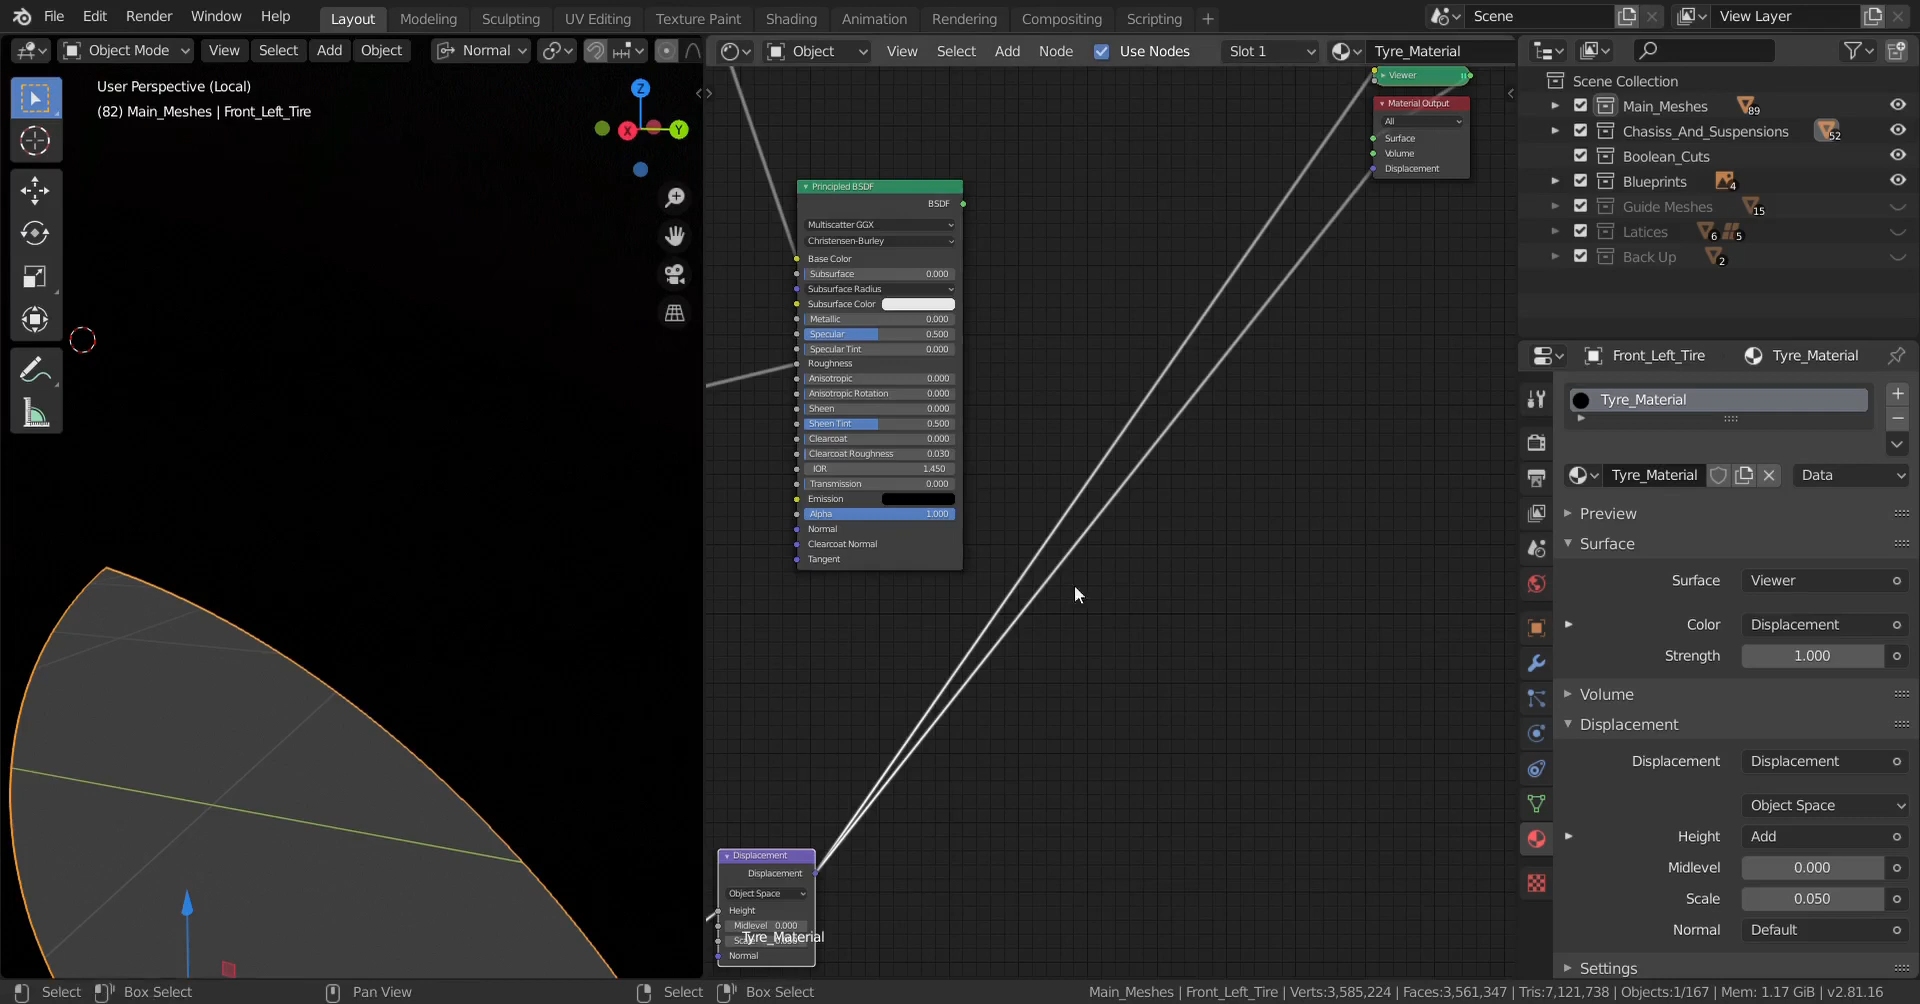 File Edit Render Window Help Layout Modeling Sculpting UV Editing Texture Paint Shading Animation Rendering Compositing Scripting + Scene View Layer
Object Mode View Select Add Object Normal Object View Select Add Node Use Nodes Slot 1 Tyre_Material
User Perspective (Local)
(82) Main_Meshes | Front_Left_Tire
Z
X
Y
Viewer
Material Output
All
Surface
Volume
Displacement
Principled BSDF
BSDF
Multiscatter GGX
Christensen-Burley
Base Color
Subsurface 0.000
Subsurface Radius
Subsurface Color
Metallic 0.000
Specular 0.500
Specular Tint 0.000
Roughness
Anisotropic 0.000
Anisotropic Rotation 0.000
Sheen 0.000
Sheen Tint 0.500
Clearcoat 0.000
Clearcoat Roughness 0.030
IOR 1.450
Transmission 0.000
Emission
Alpha 1.000
Normal
Clearcoat Normal
Tangent
Displacement
Displacement
Object Space
Height
Midlevel 0.000
Tyre_Material
Normal
Scene Collection
Main_Meshes 89
Chasiss_And_Suspensions 52
Boolean_Cuts
Blueprints 4
Guide Meshes 15
Latices 6 5
Back Up 2
Front_Left_Tire Tyre_Material
Tyre_Material
Tyre_Material Data
Preview
Surface
Surface Viewer
Color Displacement
Strength 1.000
Volume
Displacement
Displacement Displacement
Object Space
Height Add
Midlevel 0.000
Scale 0.050
Normal Default
Settings
Select Box Select Pan View Select Box Select Main_Meshes | Front_Left_Tire | Verts:3,585,224 | Faces:3,561,347 | Tris:7,121,738 | Objects:1/167 | Mem: 1.17 GiB | v2.81.16